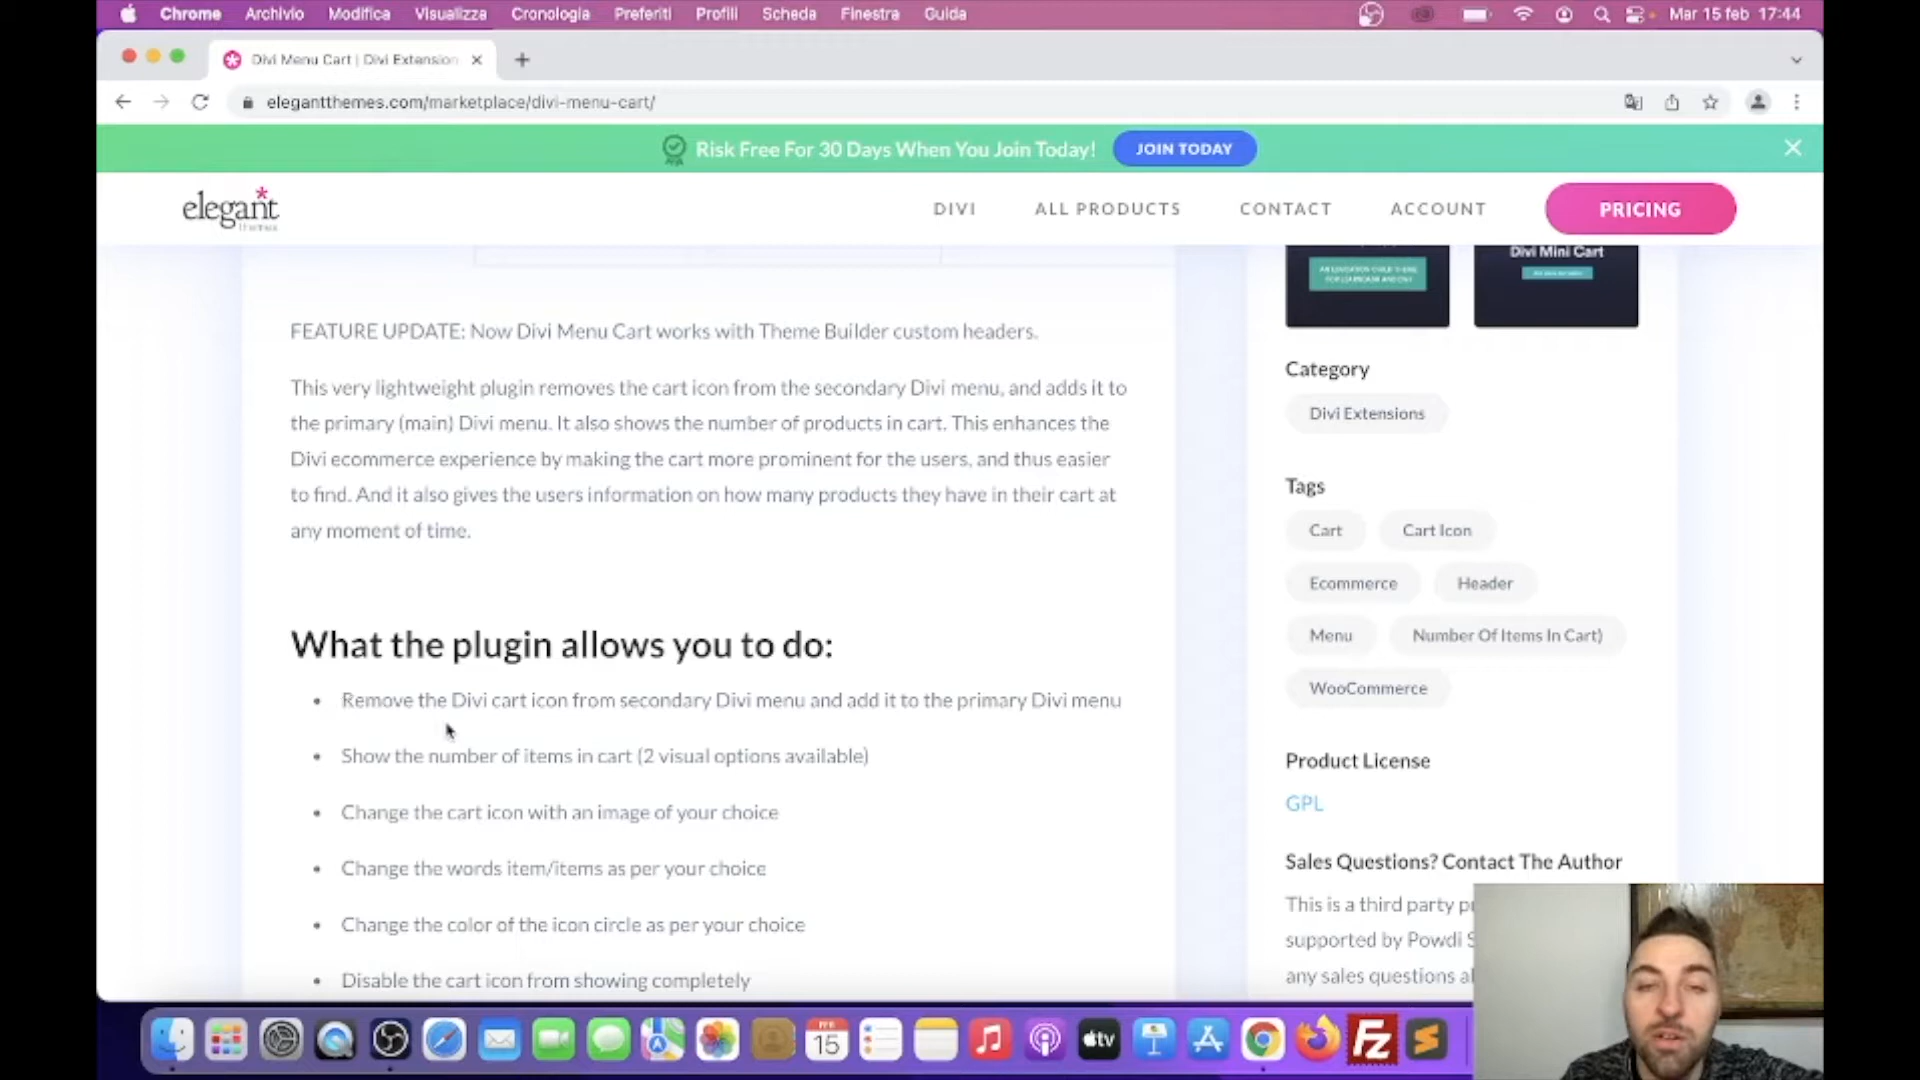 Chrome Archivio Modifica Visualizza Cronologia Preferiti Profili Scheda Finestra Guida Mar 15 feb 17:44
Divi Menu Cart | Divi Extension
elegantthemes.com/marketplace/divi-menu-cart/
Risk Free For 30 Days When You Join Today! JOIN TODAY
elegant themes DIVI ALL PRODUCTS CONTACT ACCOUNT PRICING
FEATURE UPDATE: Now Divi Menu Cart works with Theme Builder custom headers.
This very lightweight plugin removes the cart icon from the secondary Divi menu, and adds it to
the primary (main) Divi menu. It also shows the number of products in cart. This enhances the
Divi ecommerce experience by making the cart more prominent for the users, and thus easier
to find. And it also gives the users information on how many products they have in their cart at
any moment of time.
What the plugin allows you to do:
• Remove the Divi cart icon from secondary Divi menu and add it to the primary Divi menu
• Show the number of items in cart (2 visual options available)
• Change the cart icon with an image of your choice
• Change the words item/items as per your choice
• Change the color of the icon circle as per your choice
• Disable the cart icon from showing completely
Divi Mini Cart
Category
Divi Extensions
Tags
Cart Cart Icon
Ecommerce Header
Menu Number Of Items In Cart)
WooCommerce
Product License
GPL
Sales Questions? Contact The Author
This is a third party p
supported by Powdi S
any sales questions a
FEB
15
tv
FZ